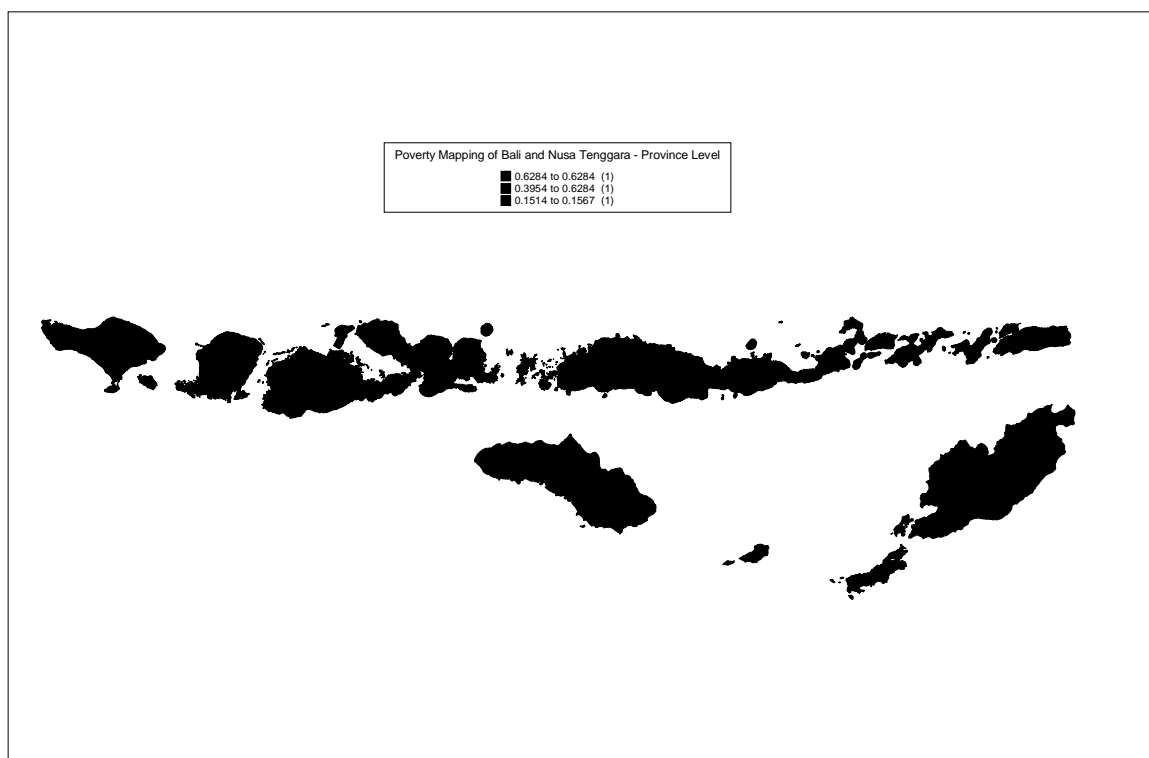 Poverty Mapping of Bali and Nusa Tenggara - Province Level
0.6284 to 0.6284 (1)
0.3954 to 0.6284 (1)
0.1514 to 0.1567 (1)